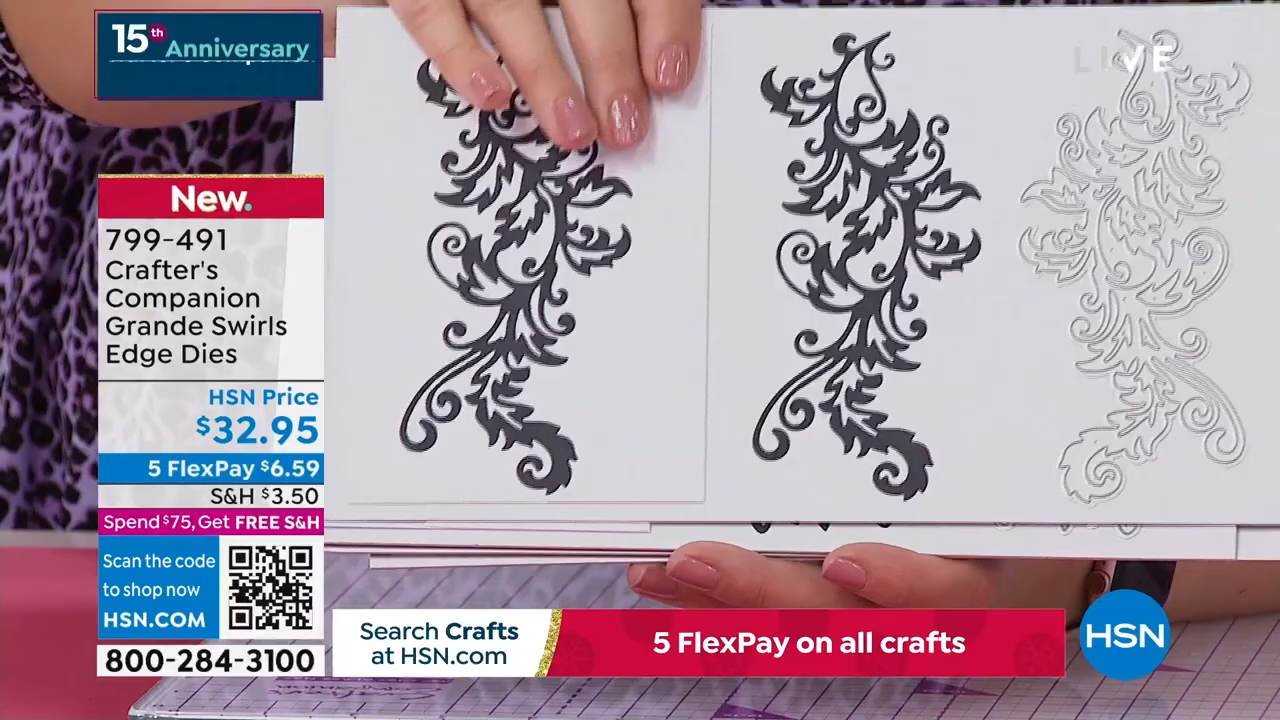 15th Anniversary
LIVE
New.
799-491
Crafter's
Companion
Grande Swirls
Edge Dies
HSN Price
$32.95
5 FlexPay $6.59
S&H $3.50
Spend $75, Get FREE S&H
Scan the code
to shop now
HSN.COM
800-284-3100
Search Crafts
at HSN.com
5 FlexPay on all crafts
HSN